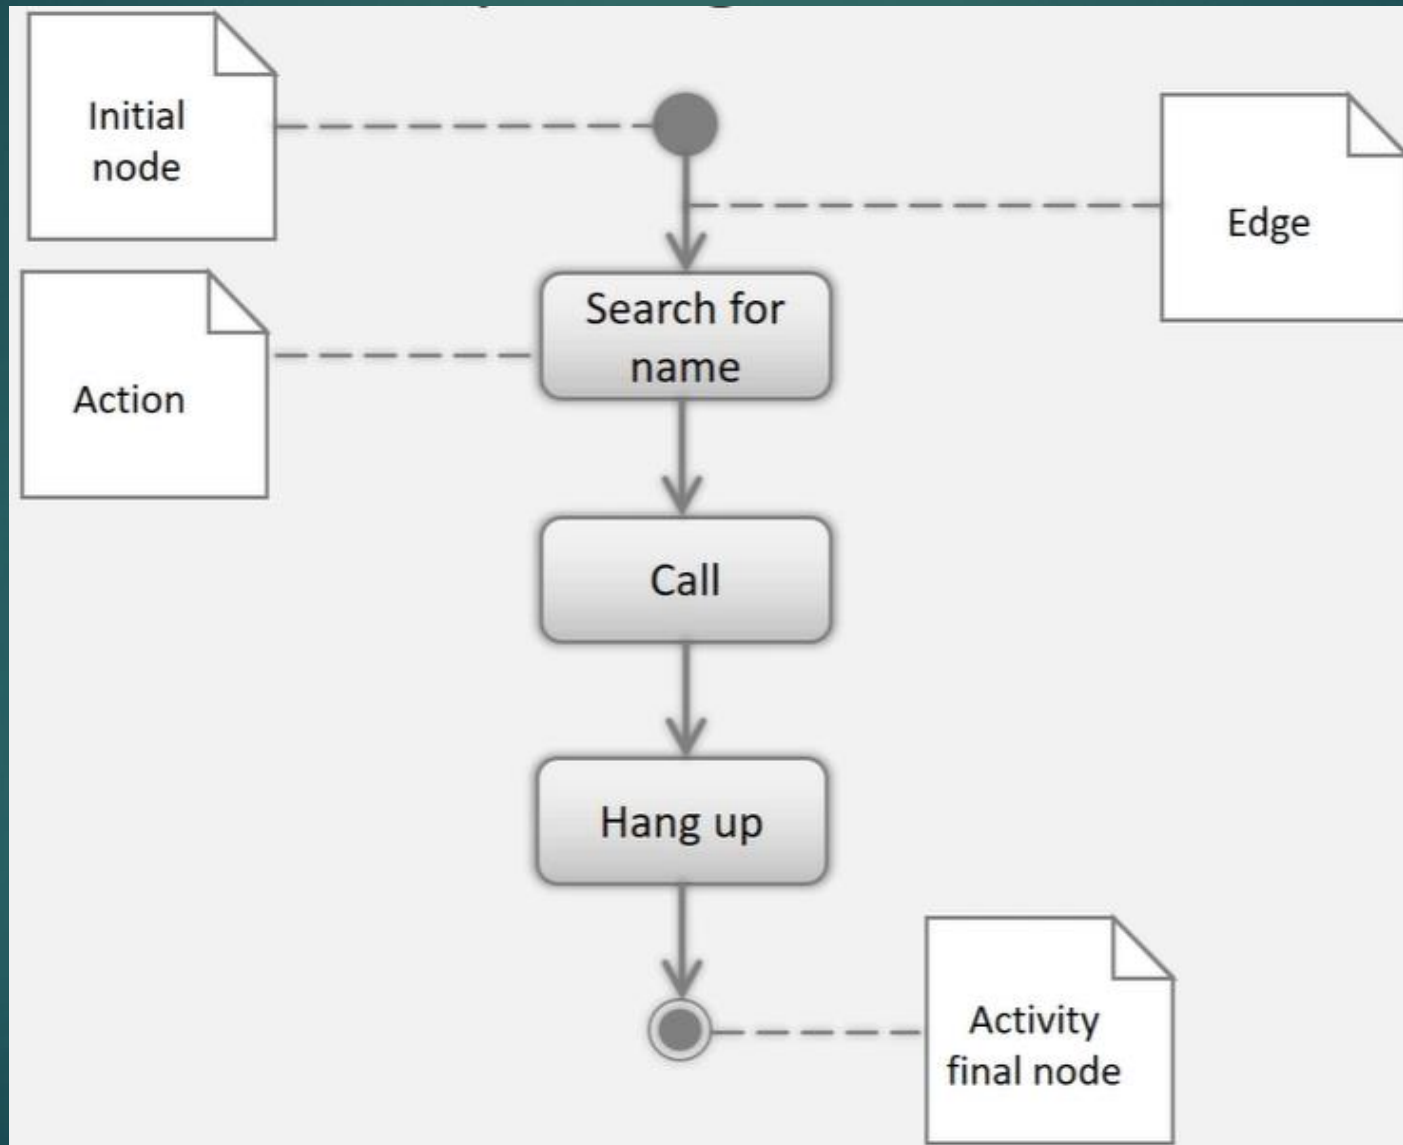 Initial
node
Edge
Search for
name
Action
Call
Hang up
Activity
final node